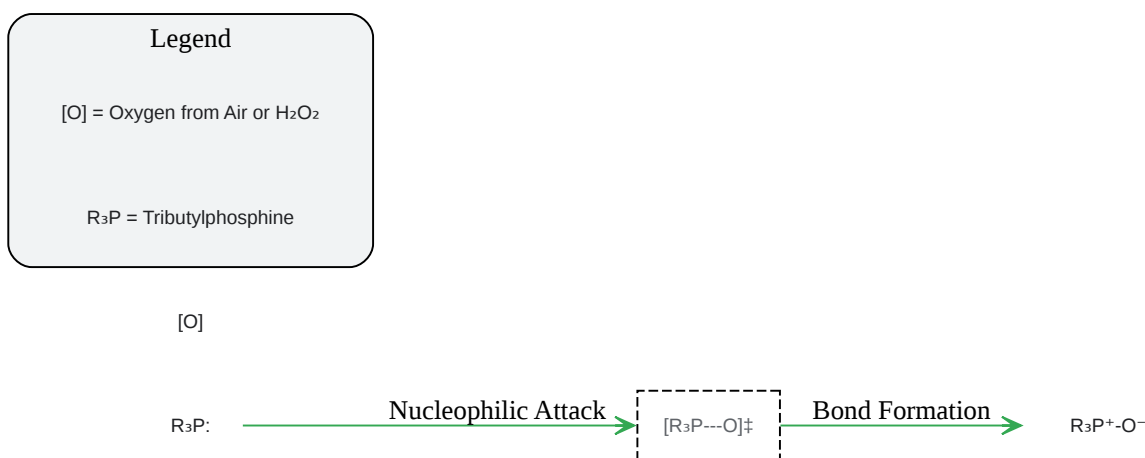 Legend
[O] = Oxygen from Air or H₂O₂
R₃P = Tributylphosphine
[O]
R₃P: Nucleophilic Attack [R₃P---O]‡ Bond Formation R₃P⁺-O⁻